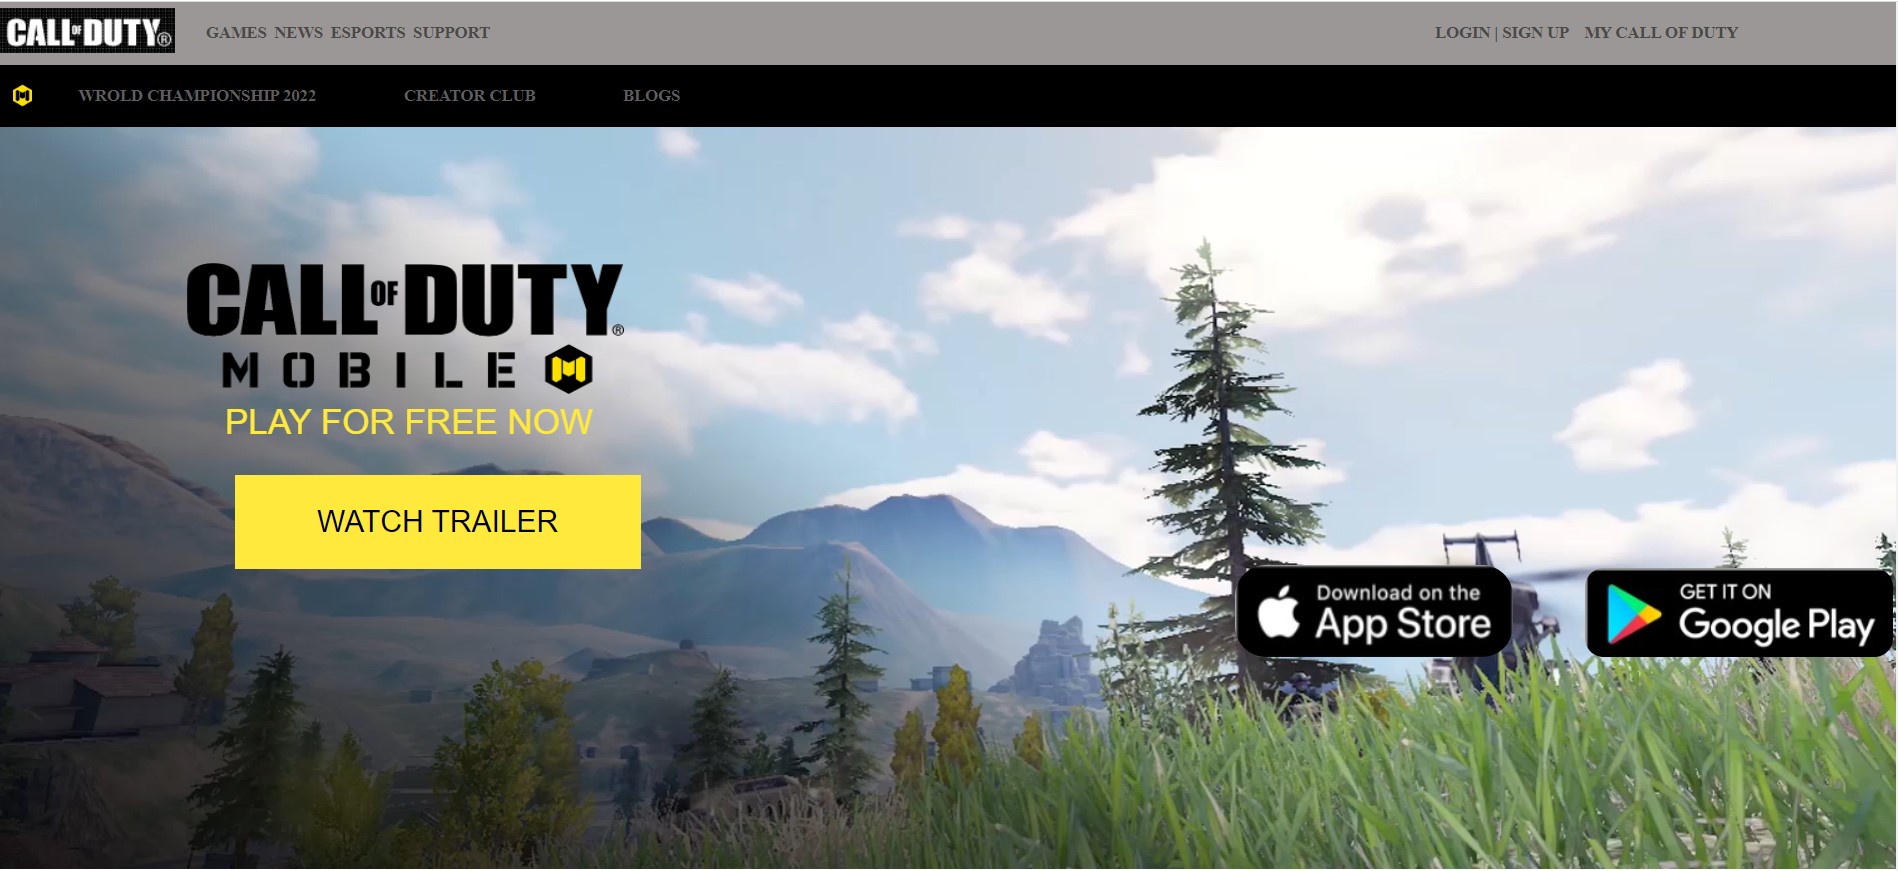 CALL OF DUTY®
GAMES NEWS ESPORTS SUPPORT
LOGIN | SIGN UP MY CALL OF DUTY
WROLD CHAMPIONSHIP 2022 CREATOR CLUB BLOGS
CALL OF DUTY®
MOBILE
PLAY FOR FREE NOW
WATCH TRAILER
Download on the
App Store
GET IT ON
Google Play